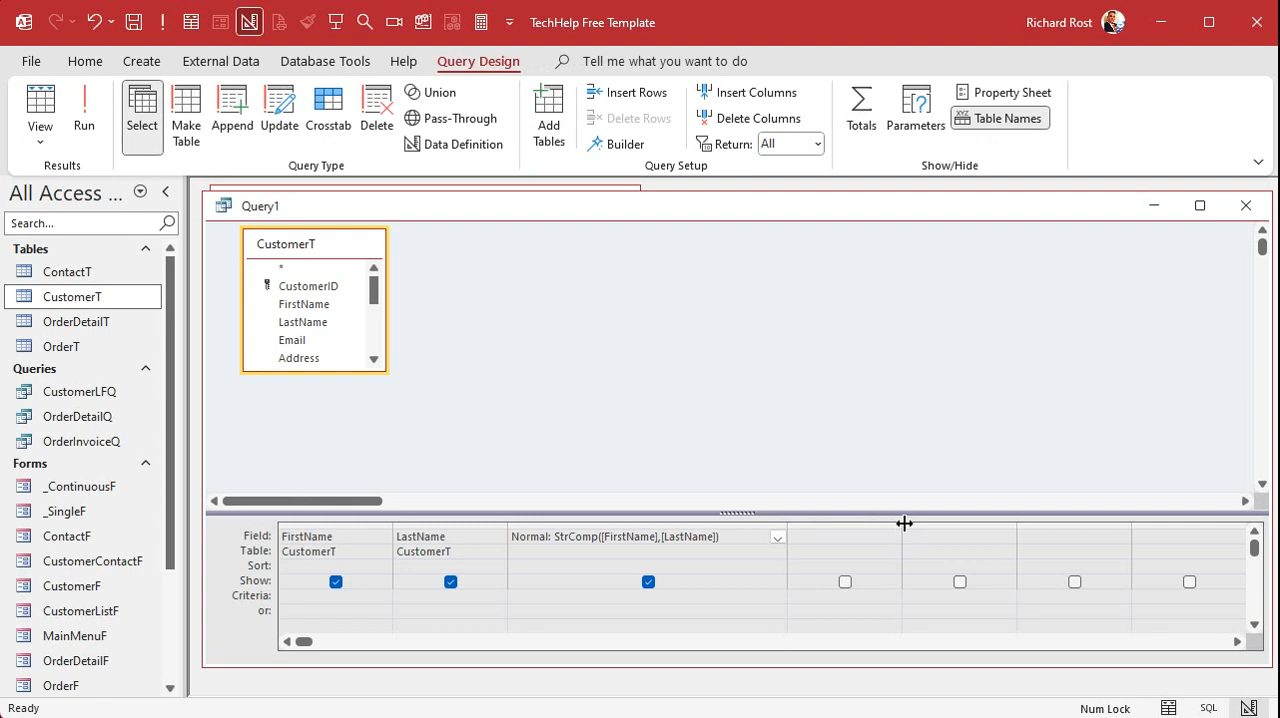 TechHelp Free Template
Richard Rost
File
Home
Create
External Data
Database Tools
Help
Query Design
Tell me what you want to do
View
Run
Results
Select
Make Table
Append
Update
Crosstab
Delete
Union
Pass-Through
Data Definition
Query Type
Add Tables
Insert Rows
Delete Rows
Builder
Insert Columns
Delete Columns
Return: All
Query Setup
Totals
Parameters
Property Sheet
Table Names
Show/Hide
All Access ...
Search...
Tables
ContactT
CustomerT
OrderDetailT
OrderT
Queries
CustomerLFQ
OrderDetailQ
OrderInvoiceQ
Forms
_ContinuousF
_SingleF
ContactF
CustomerContactF
CustomerF
CustomerListF
MainMenuF
OrderDetailF
OrderF
Query1
CustomerT
*
CustomerID
FirstName
LastName
Email
Address
Field: FirstName LastName Normal: StrComp([FirstName],[LastName])
Table: CustomerT CustomerT
Sort:
Show:
Criteria:
or:
Ready
Num Lock
SQL